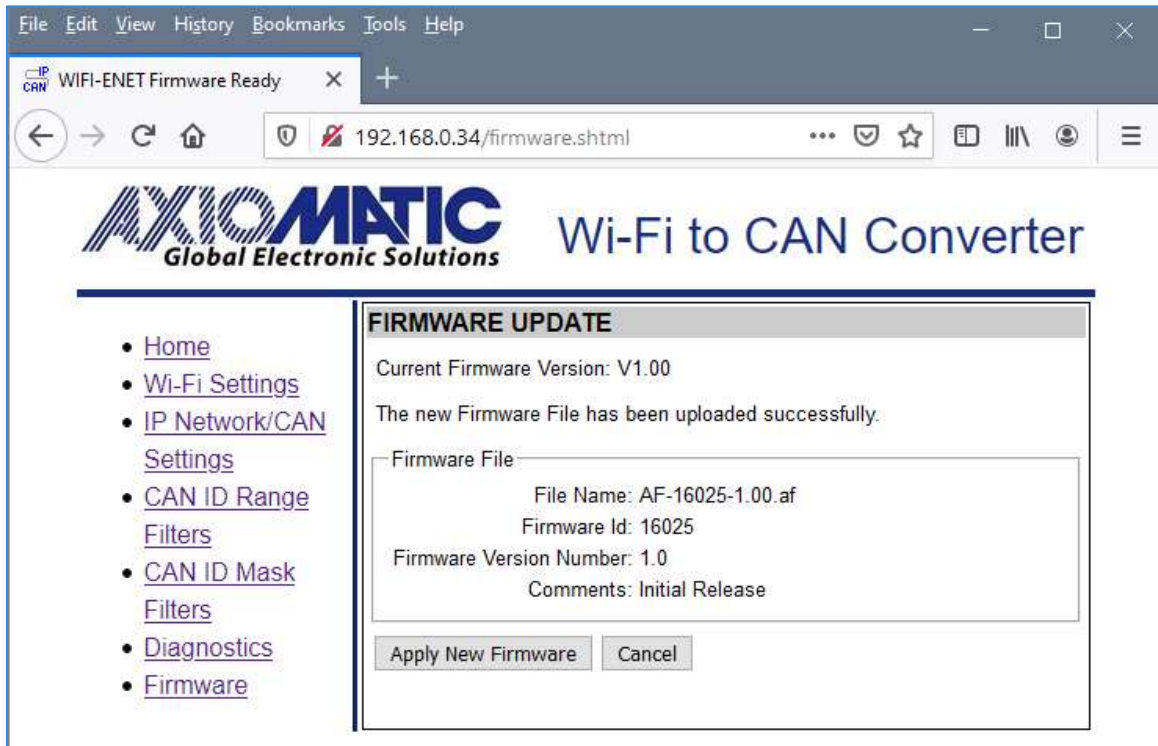 File Edit View History Bookmarks Tools Help
IP
CAN
WIFI-ENET Firmware Ready
192.168.0.34/firmware.shtml
AXIOMATIC
Global Electronic Solutions
Wi-Fi to CAN Converter
Home
Wi-Fi Settings
IP Network/CAN
Settings
CAN ID Range
Filters
CAN ID Mask
Filters
Diagnostics
Firmware
FIRMWARE UPDATE
Current Firmware Version: V1.00
The new Firmware File has been uploaded successfully.
Firmware File
File Name: AF-16025-1.00.af
Firmware Id: 16025
Firmware Version Number: 1.0
Comments: Initial Release
Apply New Firmware Cancel